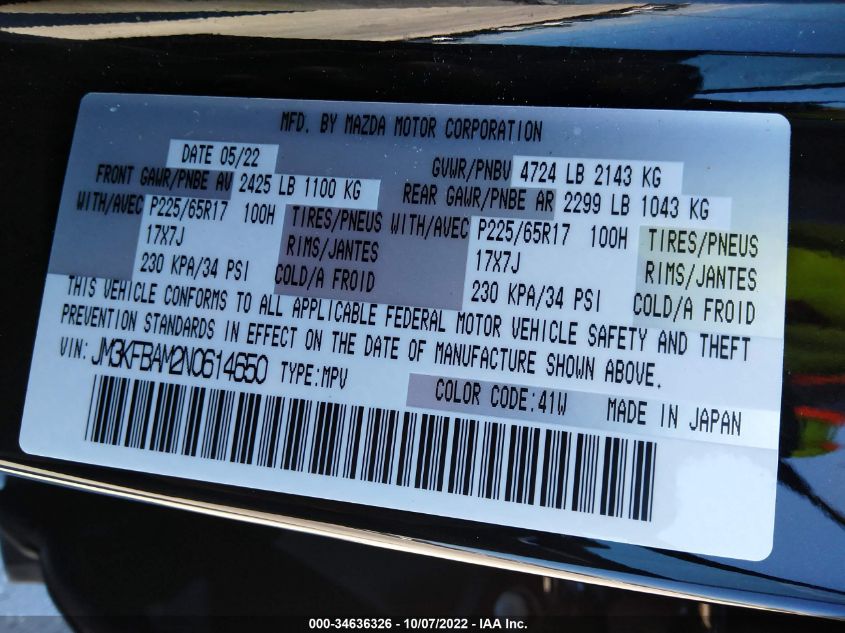 MFD. BY MAZDA MOTOR CORPORATION
DATE 05/22 GVWR/PNBV 4724 LB 2143 KG
FRONT GAWR/PNBE AV 2425 LB 1100 KG REAR GAWR/PNBE AR 2299 LB 1043 KG
WITH/AVEC P225/65R17 100H TIRES/PNEUS WITH/AVEC P225/65R17 100H TIRES/PNEUS
17X7J RIMS/JANTES 17X7J RIMS/JANTES
230 KPA/34 PSI COLD/A FROID 230 KPA/34 PSI COLD/A FROID
THIS VEHICLE CONFORMS TO ALL APPLICABLE FEDERAL MOTOR VEHICLE SAFETY AND THEFT
PREVENTION STANDARDS IN EFFECT ON THE DATE OF MANUFACTURE SHOWN ABOVE.
VIN: JM3KFBAM2N0614650 TYPE:MPV
COLOR CODE:41W MADE IN JAPAN
000-34636326 - 10/07/2022 - IAA Inc.